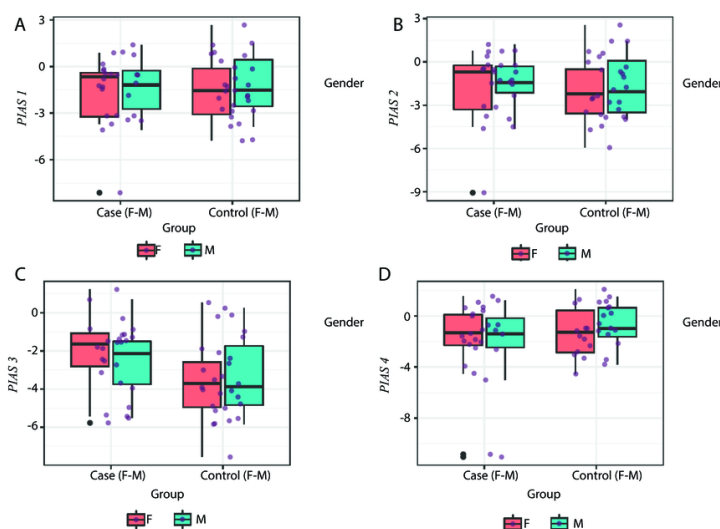 A
3
0
-3
-6
PIAS 1
Case (F-M)
Control (F-M)
Group
F
M
Gender
B
3
0
-3
-6
-9
PIAS 2
Case (F-M)
Control (F-M)
Group
F
M
Gender
C
0
-2
-4
-6
PIAS 3
Case (F-M)
Control (F-M)
Group
F
M
Gender
D
0
-4
-8
PIAS 4
Case (F-M)
Control (F-M)
Group
F
M
Gender